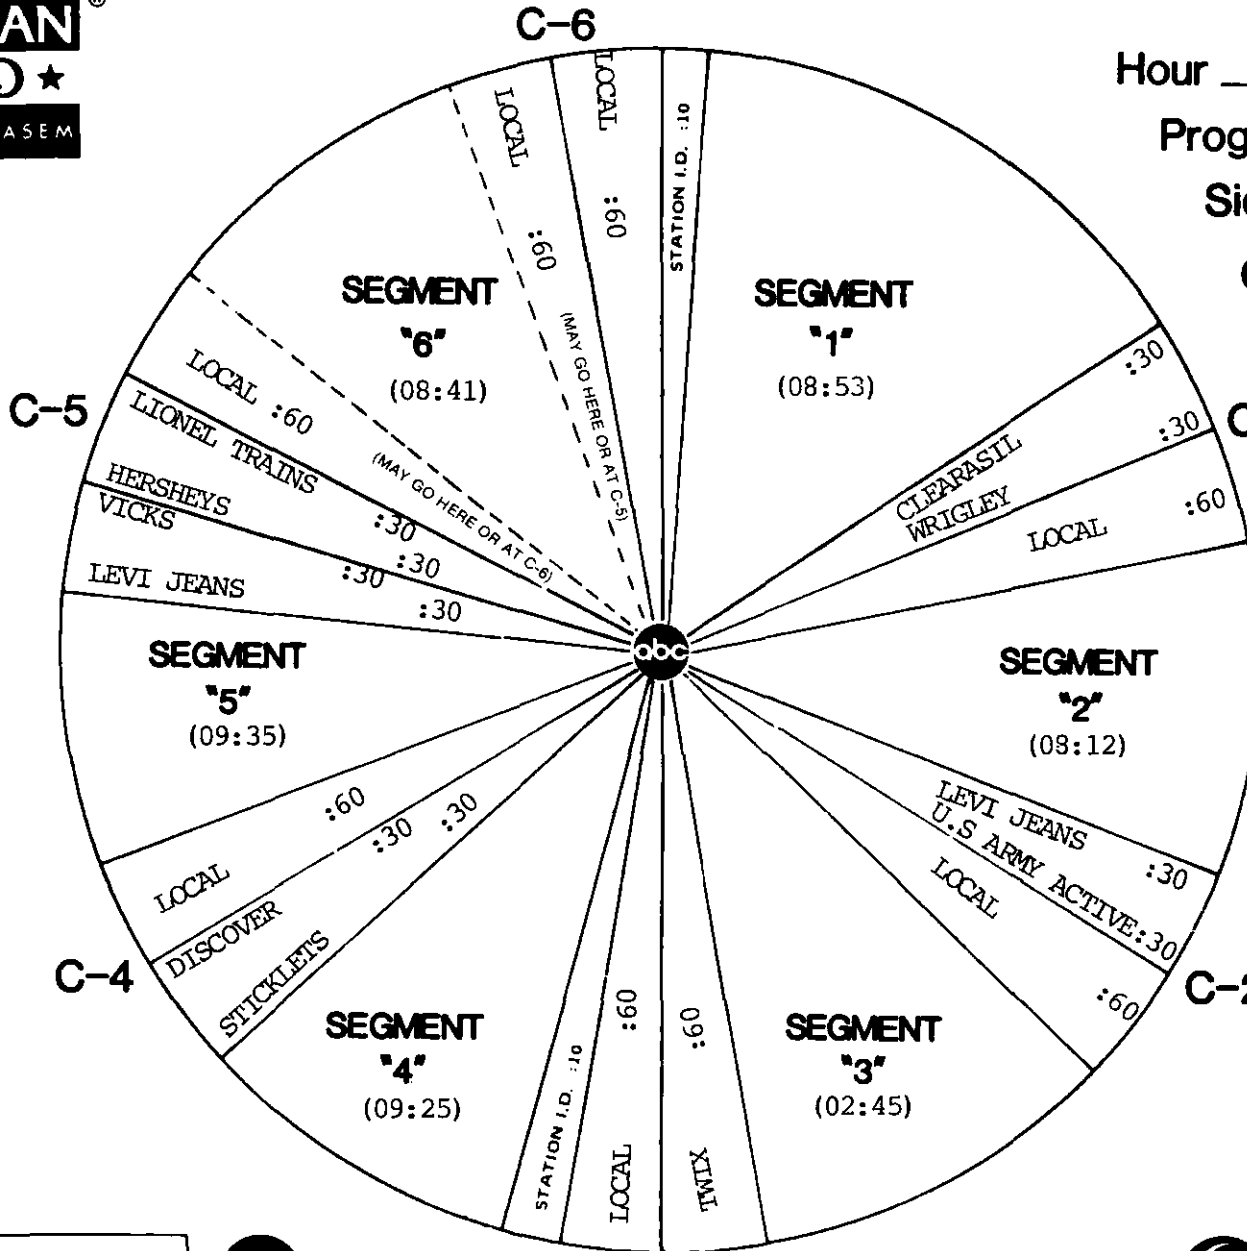 AN ®
★
ASEM
C-6
Hour
Prog
LOCAL :60
LOCAL :60
(MAY GO HERE OR AT C-5)
STATION I.D. :10
SEGMENT
"1"
(08:53)
CLEARASIL :30
WRIGLEY :30
LOCAL :60
SEGMENT
"2"
(08:12)
LEVI JEANS :30
U.S ARMY ACTIVE :30
LOCAL :60
C-2
SEGMENT
"3"
(02:45)
TWIX :60
LOCAL :60
STATION I.D. :10
SEGMENT
"4"
(09:25)
STICKLETS :30
DISCOVER :30
C-4
LOCAL :60
SEGMENT
"5"
(09:35)
LEVI JEANS :30
VICKS :30
HERSHEYS :30
LIONEL TRAINS :30
C-5
LOCAL :60
(MAY GO HERE OR AT C-6)
SEGMENT
"6"
(08:41)
abc